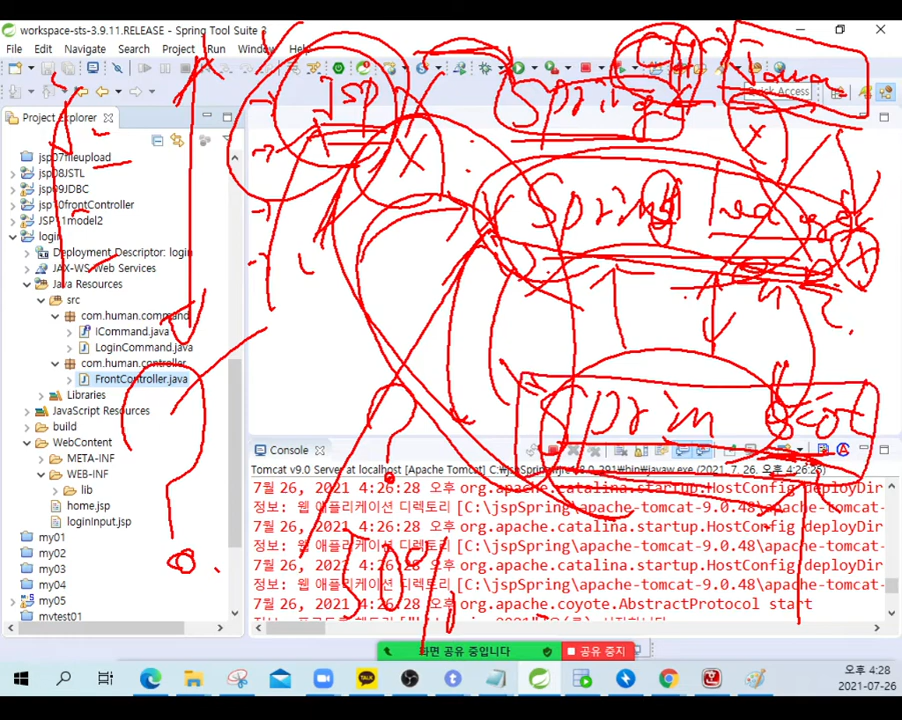 workspace-sts-3.9.11.RELEASE - Spring Tool Suite 3
File Edit Navigate Search Project Run Window Help
Quick Access
Project Explorer
jsp07fileupload
jsp08JSTL
jsp09JDBC
jsp10frontController
JSP11model2
login
Deployment Descriptor: login
JAX-WS Web Services
Java Resources
src
com.human.command
ICommand.java
LoginCommand.java
com.human.controller
FrontController.java
Libraries
JavaScript Resources
build
WebContent
META-INF
WEB-INF
lib
home.jsp
loginInput.jsp
my01
my02
my03
my04
my05
mytest01
Jsp
Spring
50%
Console
Tomcat v9.0 Server at localhost [Apache Tomcat]
7월 26, 2021 4:26:28 오후 org.apache.catalina.startup.HostConfig deployDir
정보: 웹 애플리케이션 디렉토리 [C:\jspSpring\apache-tomcat-9.0.48\webapps
7월 26, 2021 4:26:28 오후 org.apache.catalina.startup.HostConfig deployDir
정보: 웹 애플리케이션 디렉토리 [C:\jspSpring\apache-tomcat-9.0.48\webapps
7월 26, 2021 4:26:28 오후 org.apache.catalina.startup.HostConfig deployDir
정보: 웹 애플리케이션 디렉토리 [C:\jspSpring\apache-tomcat-9.0.48\webapps
7월 26, 2021 4:26:28 오후 org.apache.coyote.AbstractProtocol start
화면 공유 중입니다 공유 중지
오후 4:28
2021-07-26